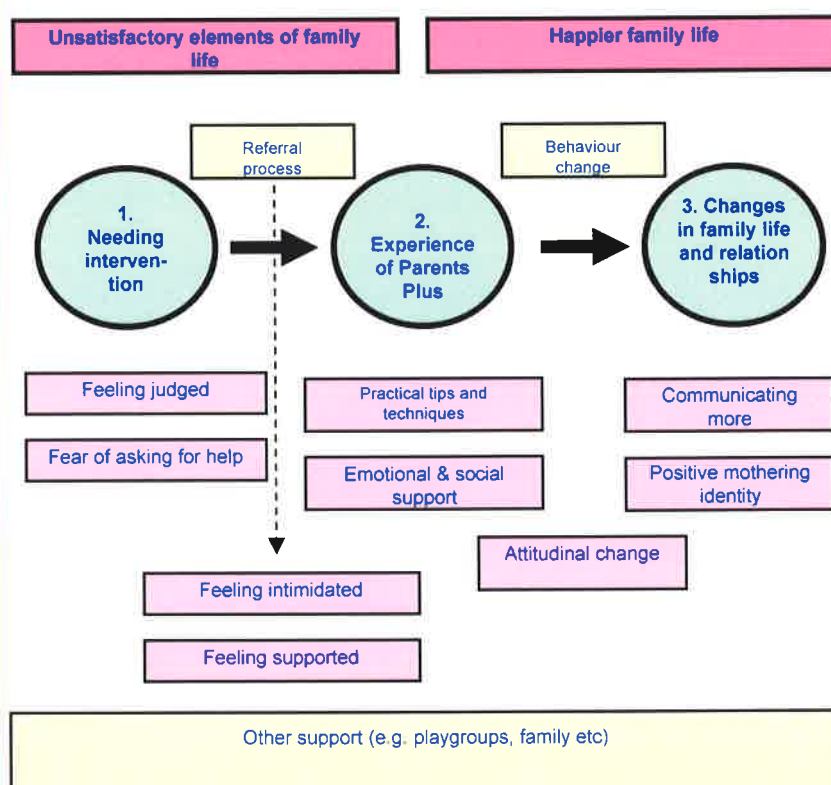 Unsatisfactory elements of family
life
Happier family life
Referral
process
Behaviour
change
1.
Needing
interven-
tion
2.
Experience
of Parents
Plus
3. Changes
in family life
and relation
ships
Feeling judged
Fear of asking for help
Practical tips and
techniques
Emotional & social
support
Communicating
more
Positive mothering
identity
Attitudinal change
Feeling intimidated
Feeling supported
Other support (e.g. playgroups, family etc)